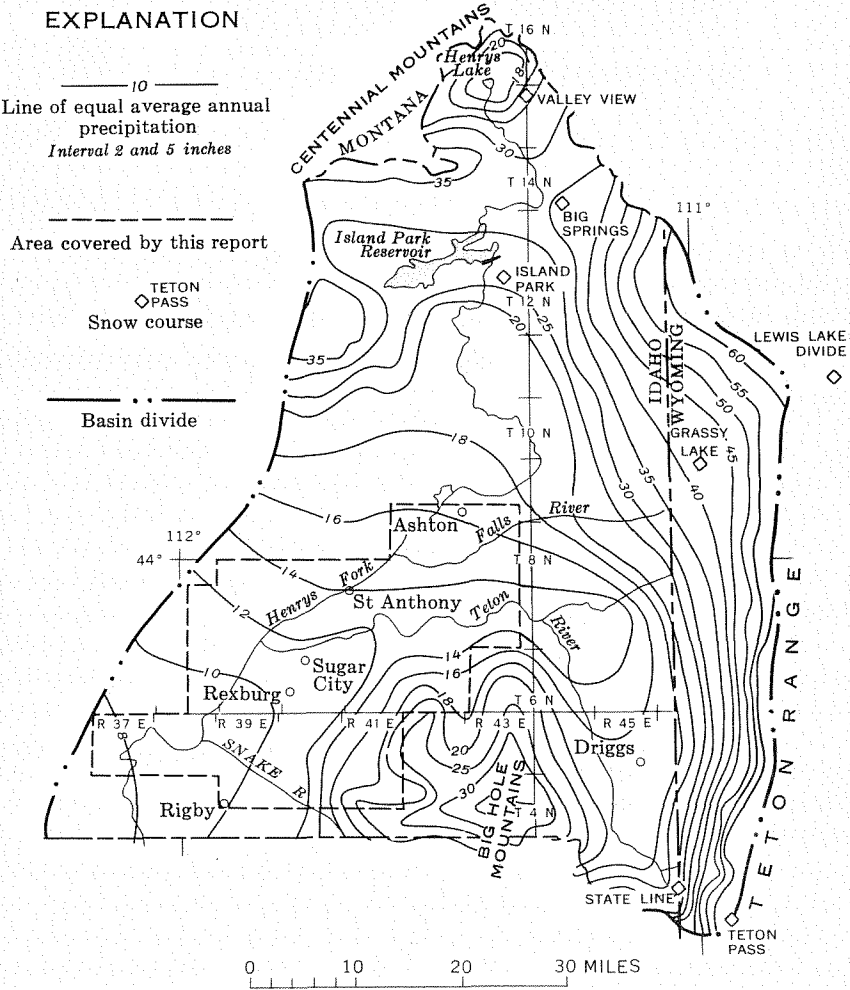 EXPLANATION
10
Line of equal average annual
precipitation
Interval 2 and 5 inches
Area covered by this report
TETON
PASS
Snow course
Basin divide
CENTENNIAL MOUNTAINS
MONTANA
T 16 N
20
Henrys
Lake
18
VALLEY VIEW
30
35
T 14 N
BIG
SPRINGS
111°
Island Park
Reservoir
ISLAND
PARK
T 12 N
25
20
35
IDAHO
WYOMING
60
LEWIS LAKE
DIVIDE
55
50
GRASSY
LAKE
45
18
T 10 N
35
40
30
16
Ashton
Falls
River
112°
44°
T 8 N
14
Henrys
Fork
St Anthony
Teton
River
12
14
16
10
Sugar
City
Rexburg
18
T 6 N
R 37 E
R 39 E
R 41 E
R 43 E
R 45 E
8
SNAKE R
20
25
30
Driggs
Rigby
T 4 N
BIG HOLE
MOUNTAINS
TETON RANGE
STATE LINE
TETON
PASS
0 10 20 30 MILES